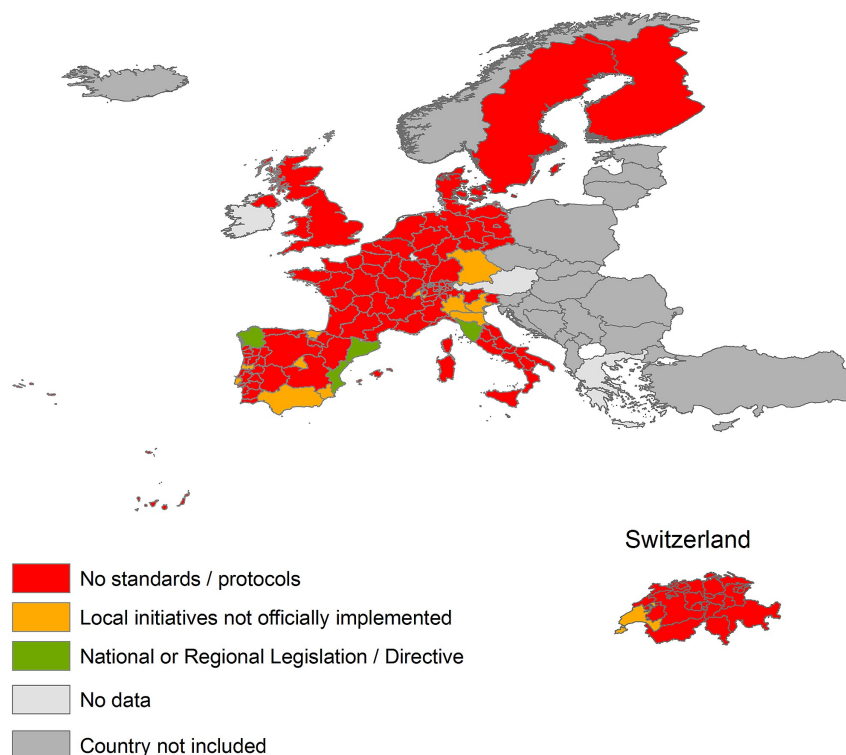 Switzerland
No standards / protocols
Local initiatives not officially implemented
National or Regional Legislation / Directive
No data
Country not included